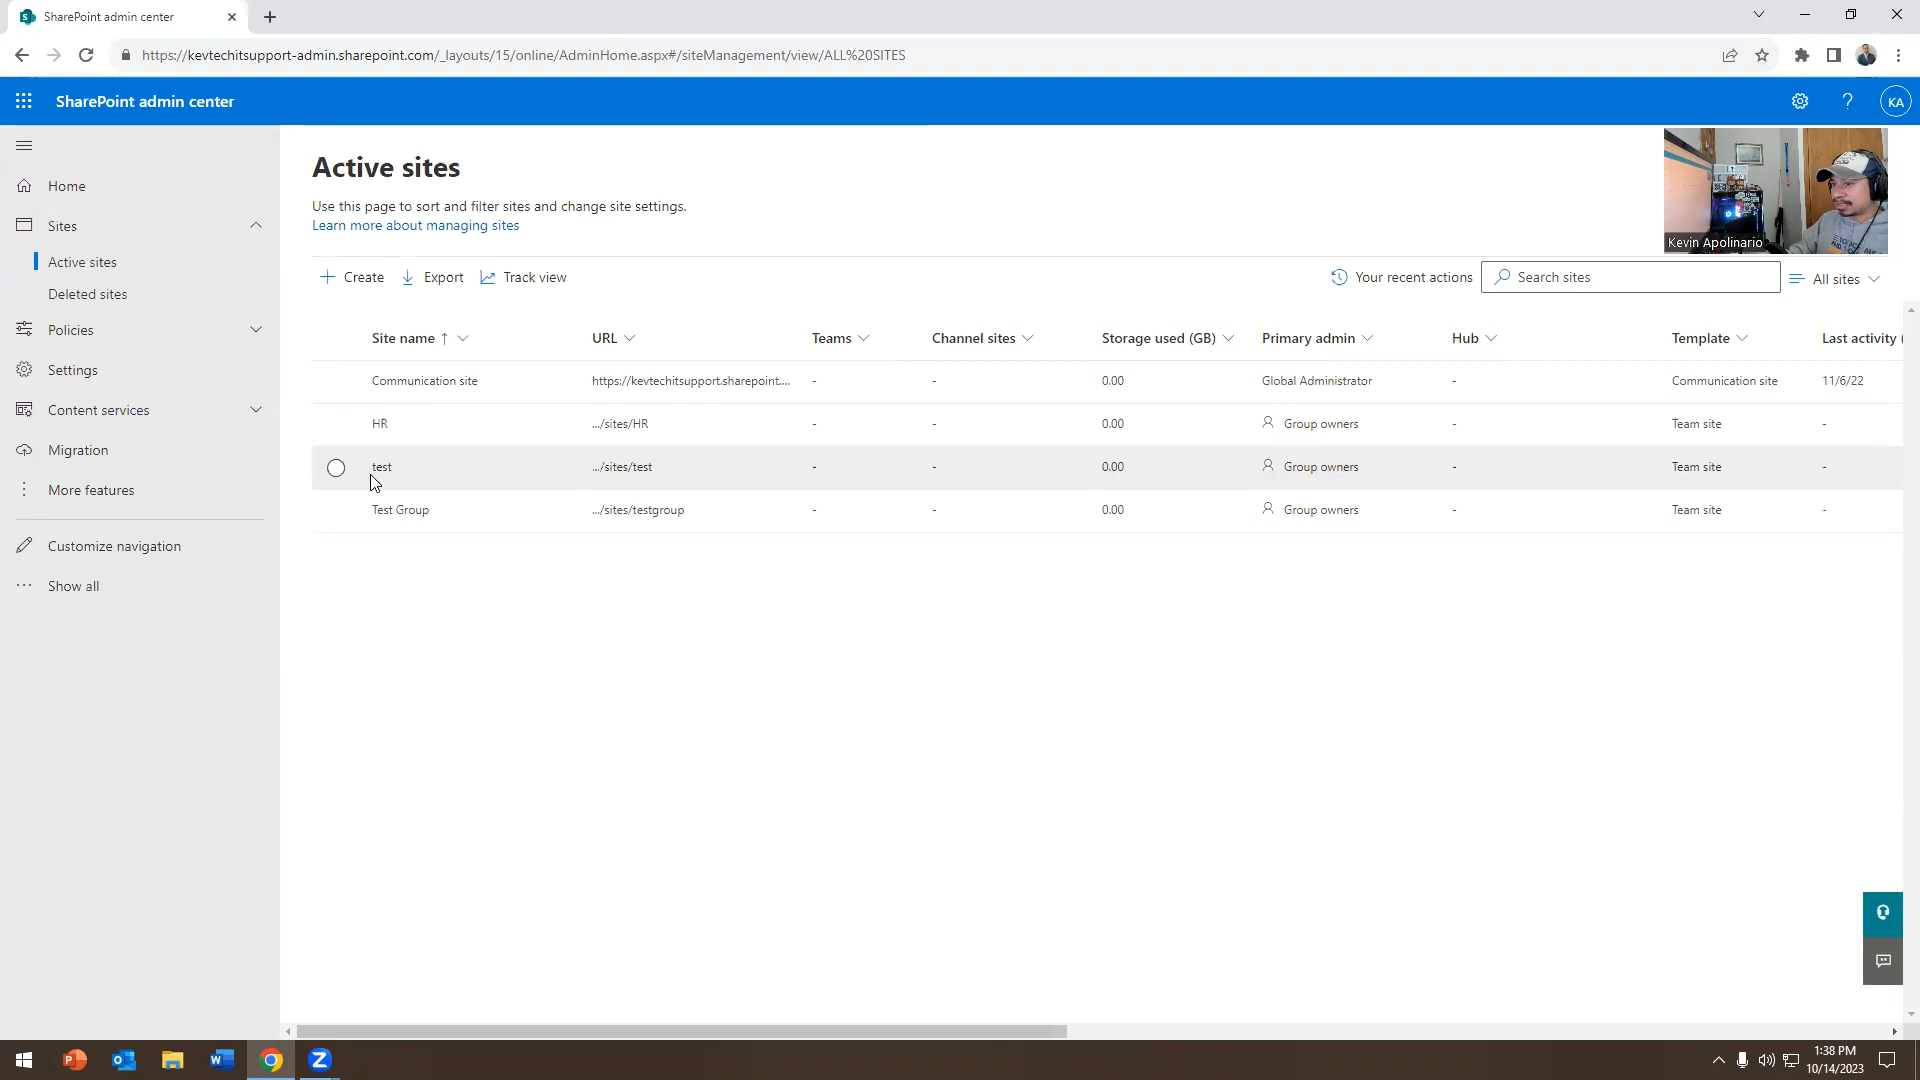 SharePoint admin center
https://kevtechitsupport-admin.sharepoint.com/_layouts/15/online/AdminHome.aspx#/siteManagement/view/ALL%20SITES
SharePoint admin center
KA
Home
Sites
Active sites
Deleted sites
Policies
Settings
Content services
Migration
More features
Customize navigation
Show all
Active sites
Use this page to sort and filter sites and change site settings.
Learn more about managing sites
Kevin Apolinario
Create Export Track view Your recent actions Search sites All sites
Site name ↑ URL Teams Channel sites Storage used (GB) Primary admin Hub Template Last activity (
Communication site https://kevtechitsupport.sharepoint.... - - 0.00 Global Administrator - Communication site 11/6/22
HR .../sites/HR - - 0.00 Group owners - Team site -
test .../sites/test - - 0.00 Group owners - Team site -
Test Group .../sites/testgroup - - 0.00 Group owners - Team site -
1:38 PM
10/14/2023